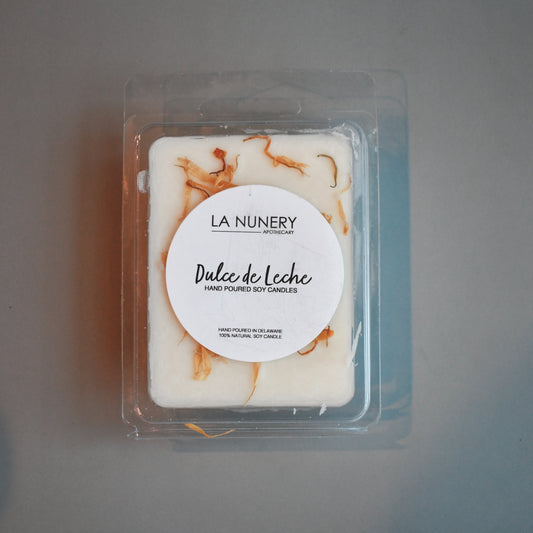 LA NUNERY
APOTHECARY
Dulce de Leche
HAND POURED SOY CANDLES
HAND POURED IN DELAWARE
100% NATURAL SOY CANDLE